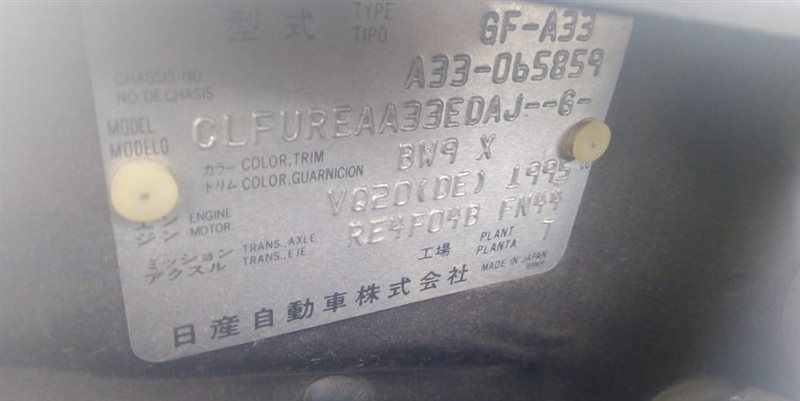 型式 TYPE TIPO GF-A33
CHASSIS NO. NO.DECHASIS A33-065859
MODEL MODELO CLFUREAA33EDAJ--G-
カラー トリム COLOR,TRIM COLOR,GUARNICION BW9 X
エンジン ENGINE MOTOR VQ20(DE) 1995 cc
ミッション アクスル TRANS.,AXLE TRANS.,EJE RE4F04B FN44
工場 PLANT PLANTA T
日産自動車株式会社 MADE IN JAPAN